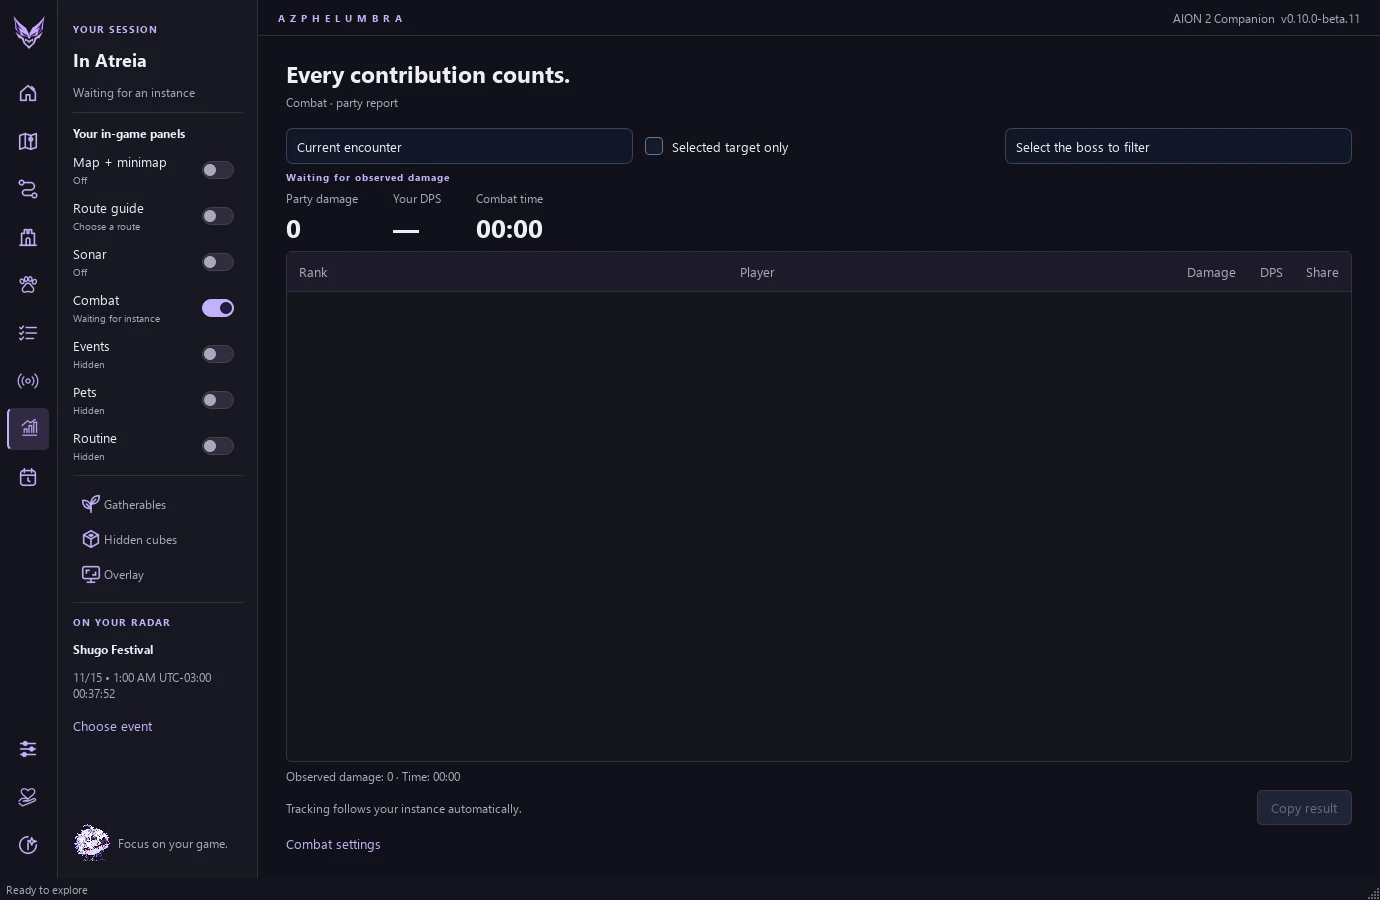 YOUR SESSION
In Atreia
Waiting for an instance
Your in-game panels
Map + minimap
Off
Route guide
Choose a route
Sonar
Off
Combat
Waiting for instance
Events
Hidden
Pets
Hidden
Routine
Hidden
Gatherables
Hidden cubes
Overlay
ON YOUR RADAR
Shugo Festival
11/15 • 1:00 AM UTC-03:00
00:37:52
Choose event
Focus on your game.
Ready to explore
AZPHELUMBRA
AION 2 Companion v0.10.0-beta.11
Every contribution counts.
Combat · party report
Current encounter
Selected target only
Select the boss to filter
Waiting for observed damage
Party damage Your DPS Combat time
0 — 00:00
Rank Player Damage DPS Share
Observed damage: 0 · Time: 00:00
Tracking follows your instance automatically.
Copy result
Combat settings